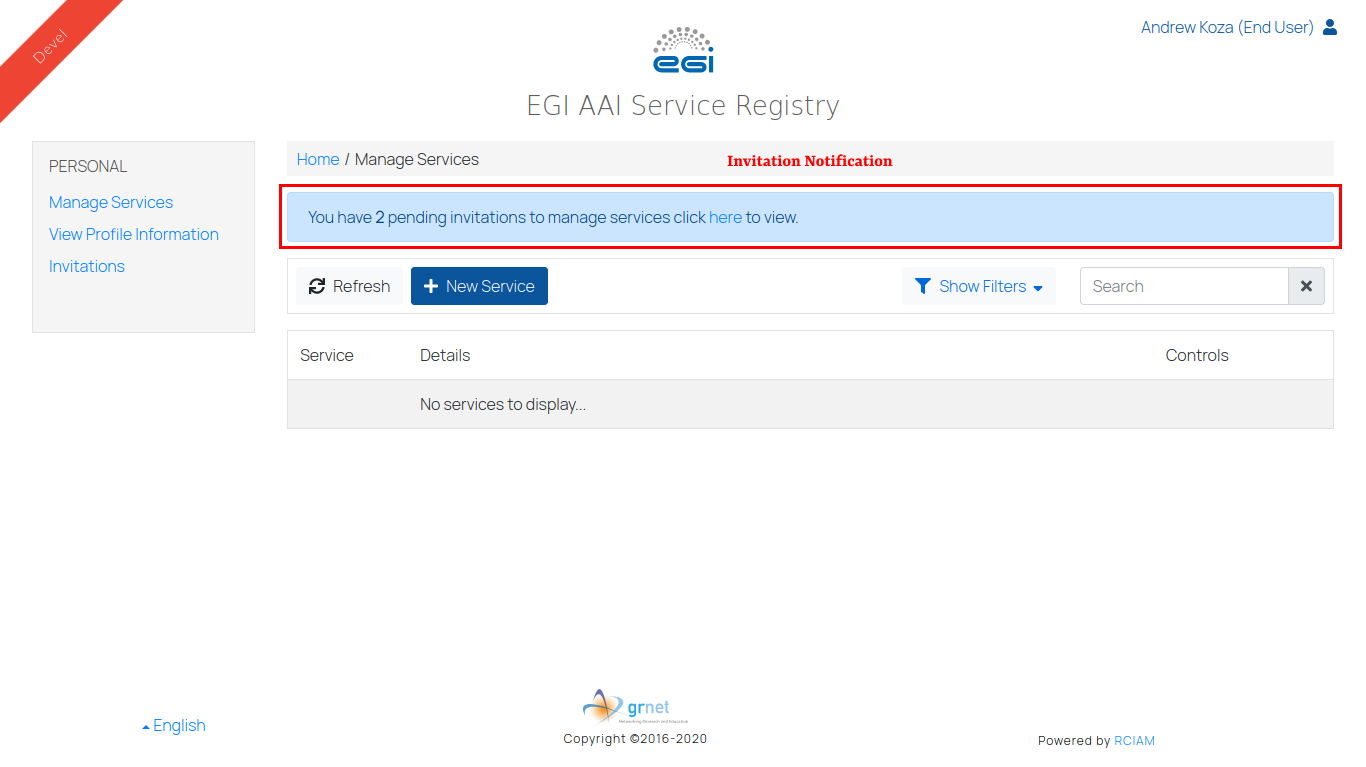 Devel
Andrew Koza (End User)
egi
EGI AAI Service Registry
PERSONAL
Manage Services
View Profile Information
Invitations
Home / Manage Services
Invitation Notification
You have 2 pending invitations to manage services click here to view.
Refresh
New Service
Show Filters
Search
Service Details Controls
No services to display...
English
grnet
Networking Research and Education
Copyright ©2016-2020
Powered by RCIAM